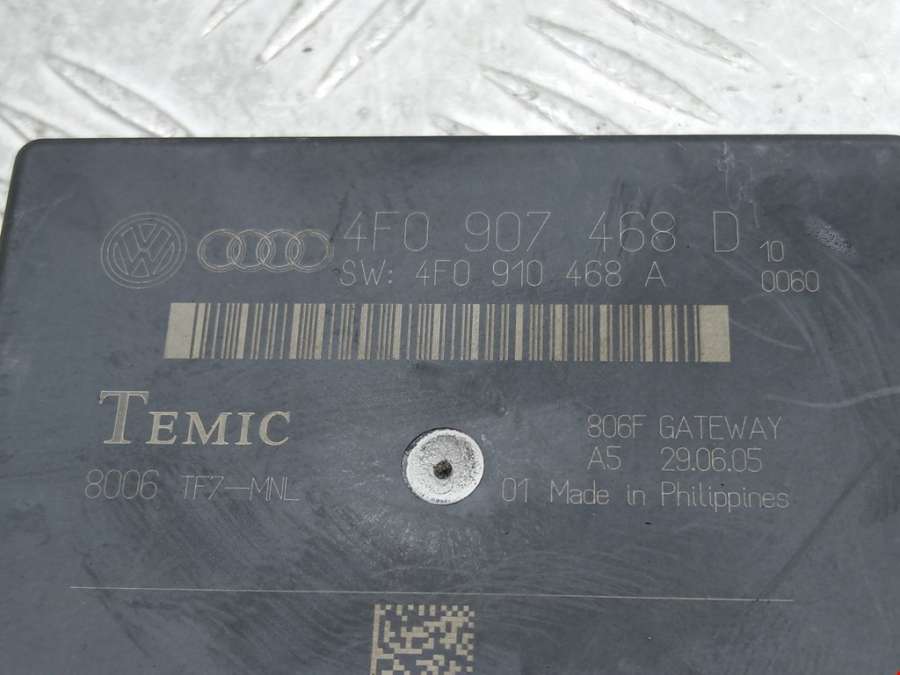 VW
4F0 907 468 D
10
SW: 4F0 910 468 A
0060
TEMIC
806F GATEWAY
A5 29.06.05
8006 TF7-MNL
01 Made in Philippines